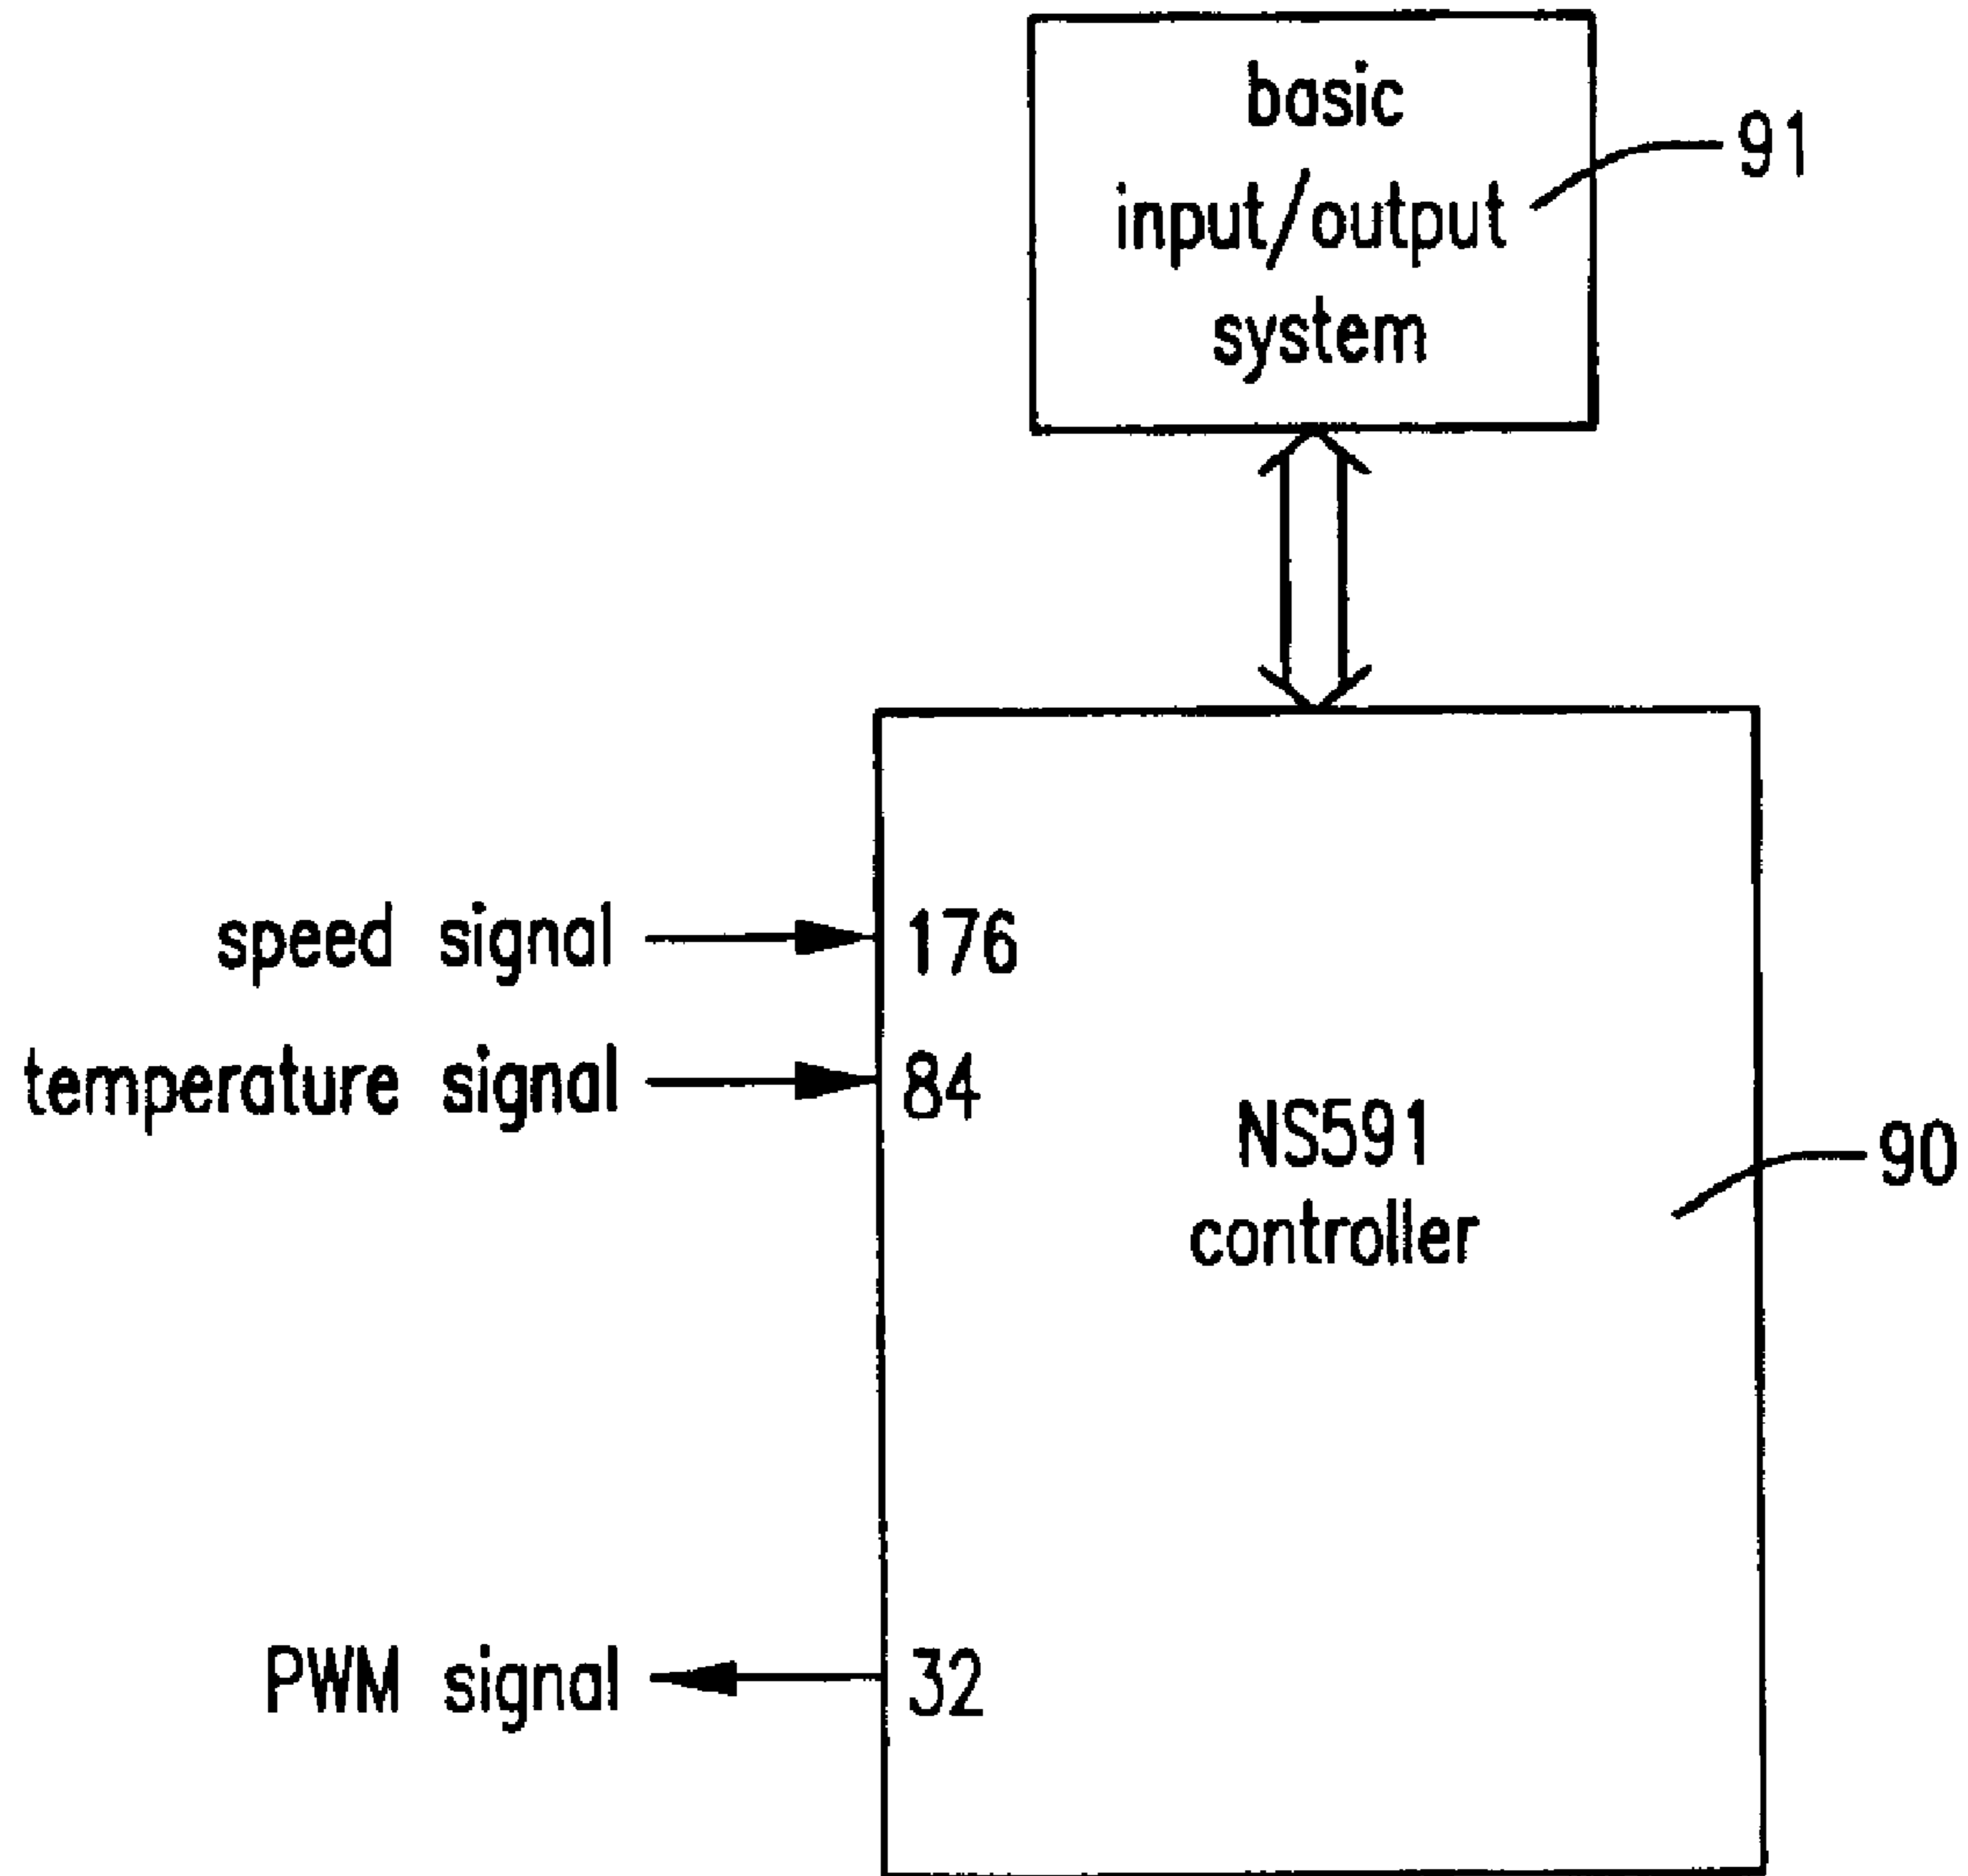 basic
input/output
system
91
speed signal
176
temperature signal
84
NS591
controller
90
PWM signal
32